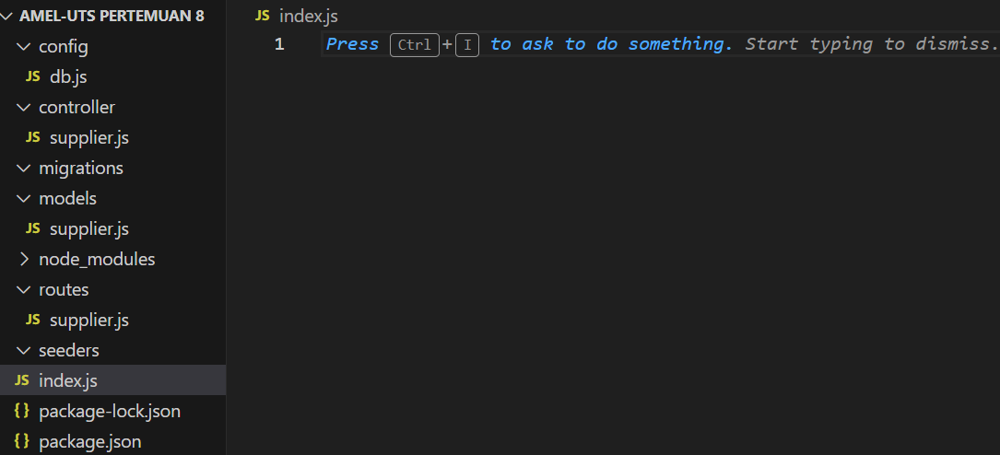 AMEL-UTS PERTEMUAN 8
config
JS db.js
controller
JS supplier.js
migrations
models
JS supplier.js
node_modules
routes
JS supplier.js
seeders
JS index.js
{} package-lock.json
{} package.json
JS index.js
1 Press Ctrl+I to ask to do something. Start typing to dismiss.